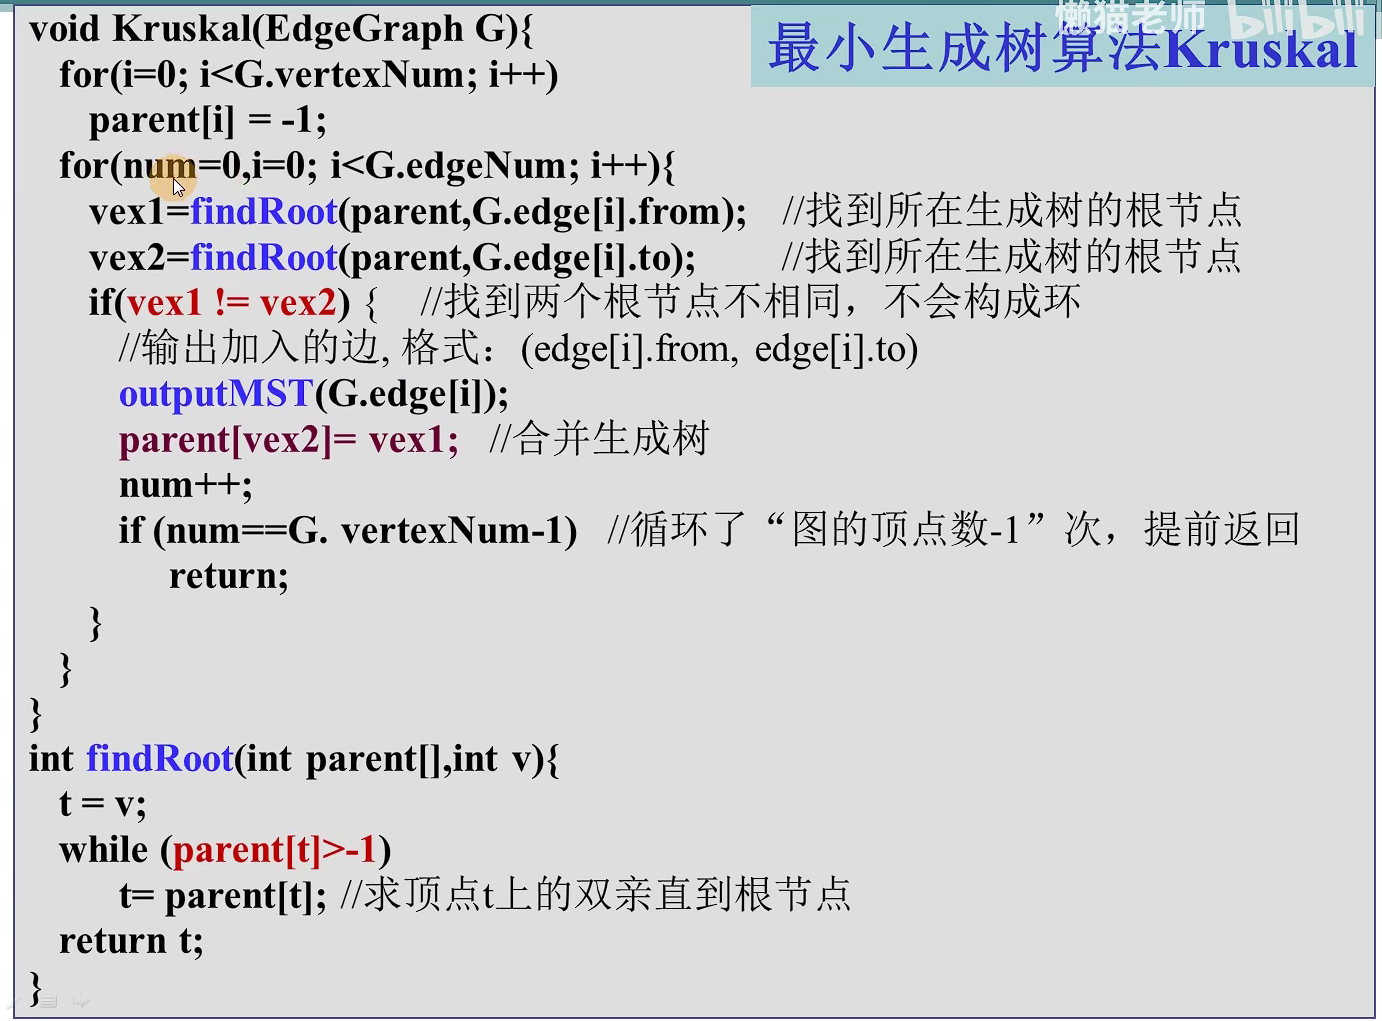 懒猫老师 bilibili
最小生成树算法Kruskal
void Kruskal(EdgeGraph G){
for(i=0; i<G.vertexNum; i++)
parent[i] = -1;
for(num=0,i=0; i<G.edgeNum; i++){
vex1=findRoot(parent,G.edge[i].from); //找到所在生成树的根节点
vex2=findRoot(parent,G.edge[i].to); //找到所在生成树的根节点
if(vex1 != vex2) { //找到两个根节点不相同，不会构成环
//输出加入的边, 格式：(edge[i].from, edge[i].to)
outputMST(G.edge[i]);
parent[vex2]= vex1; //合并生成树
num++;
if (num==G. vertexNum-1) //循环了“图的顶点数-1”次，提前返回
return;
}
}
}
int findRoot(int parent[],int v){
t = v;
while (parent[t]>-1)
t= parent[t]; //求顶点t上的双亲直到根节点
return t;
}